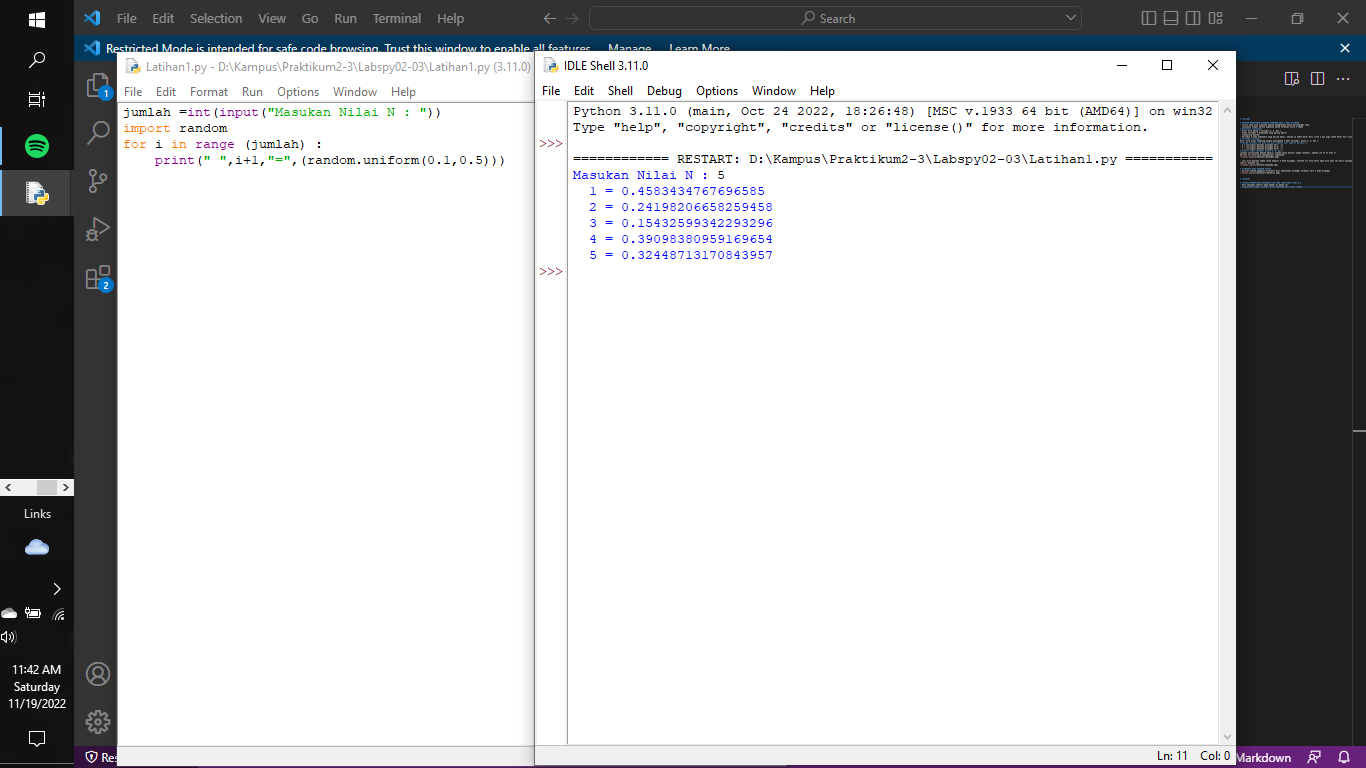 File Edit Selection View Go Run Terminal Help
Search
Restricted Mode is intended for safe code browsing. Trust this window to enable all features. Manage Learn More
Latihan1.py - D:\Kampus\Praktikum2-3\Labspy02-03\Latihan1.py (3.11.0)
File Edit Format Run Options Window Help
jumlah =int(input("Masukan Nilai N : "))
import random
for i in range (jumlah) :
    print(" ",i+1,"=",(random.uniform(0.1,0.5)))
IDLE Shell 3.11.0
File Edit Shell Debug Options Window Help
Python 3.11.0 (main, Oct 24 2022, 18:26:48) [MSC v.1933 64 bit (AMD64)] on win32
Type "help", "copyright", "credits" or "license()" for more information.
>>>
============ RESTART: D:\Kampus\Praktikum2-3\Labspy02-03\Latihan1.py ===========
Masukan Nilai N : 5
  1 = 0.4583434767696585
  2 = 0.24198206658259458
  3 = 0.15432599342293296
  4 = 0.39098380959169654
  5 = 0.32448713170843957
>>>
Ln: 11 Col: 0
1
2
Links
11:42 AM
Saturday
11/19/2022
Res
Markdown